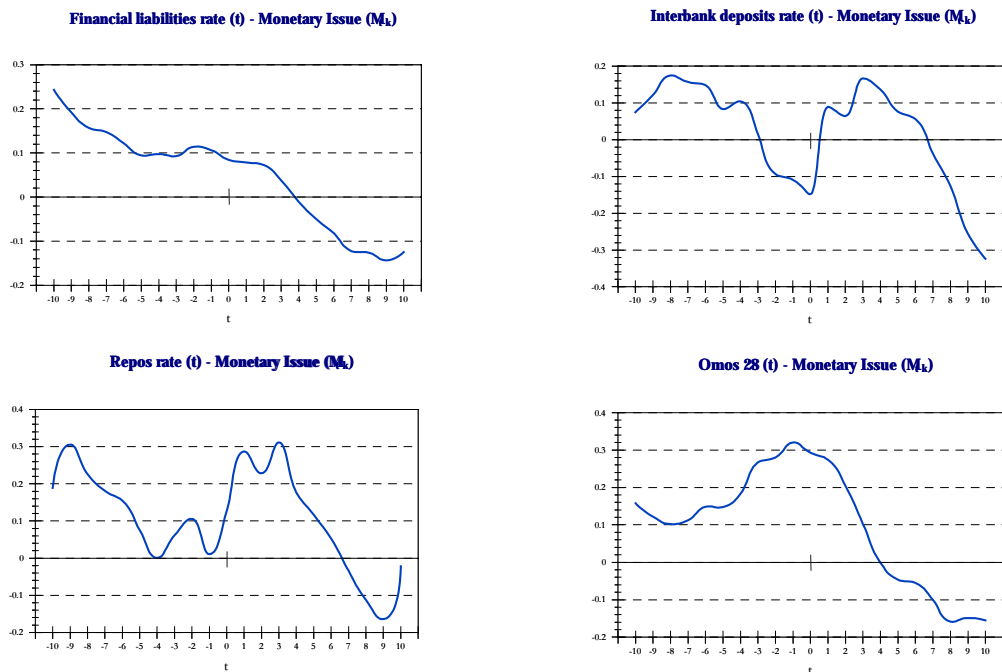 Financial liabilities rate (t) - Monetary Issue (Mₜₖ)
0.3
0.2
0.1
0
-0.1
-0.2
-10 -9 -8 -7 -6 -5 -4 -3 -2 -1 0 1 2 3 4 5 6 7 8 9 10
t
Interbank deposits rate (t) - Monetary Issue (Mₜₖ)
0.2
0.1
0
-0.1
-0.2
-0.3
-0.4
-10 -9 -8 -7 -6 -5 -4 -3 -2 -1 0 1 2 3 4 5 6 7 8 9 10
t
Repos rate (t) - Monetary Issue (Mₜₖ)
0.4
0.3
0.2
0.1
0
-0.1
-0.2
-10 -9 -8 -7 -6 -5 -4 -3 -2 -1 0 1 2 3 4 5 6 7 8 9 10
t
Omos 28 (t) - Monetary Issue (Mₜₖ)
0.4
0.3
0.2
0.1
0
-0.1
-0.2
-10 -9 -8 -7 -6 -5 -4 -3 -2 -1 0 1 2 3 4 5 6 7 8 9 10
t